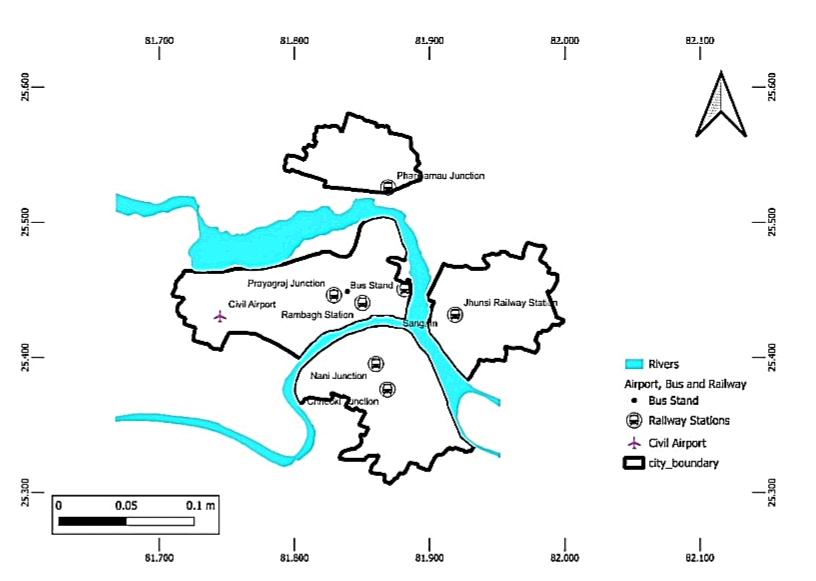 81.700 81.800 81.900 82.000 82.100
25.600 25.600
Phaphamau Junction
25.500 25.500
Prayagraj Junction Bus Stand
Civil Airport
Rambagh Station
Jhunsi Railway Station
Sangam
25.400 25.400
Rivers
Nani Junction
Airport, Bus and Railway
Chheoki Junction
Bus Stand
Railway Stations
Civil Airport
city_boundary
25.300 25.300
0 0.05 0.1 m
81.700 81.800 81.900 82.000 82.100